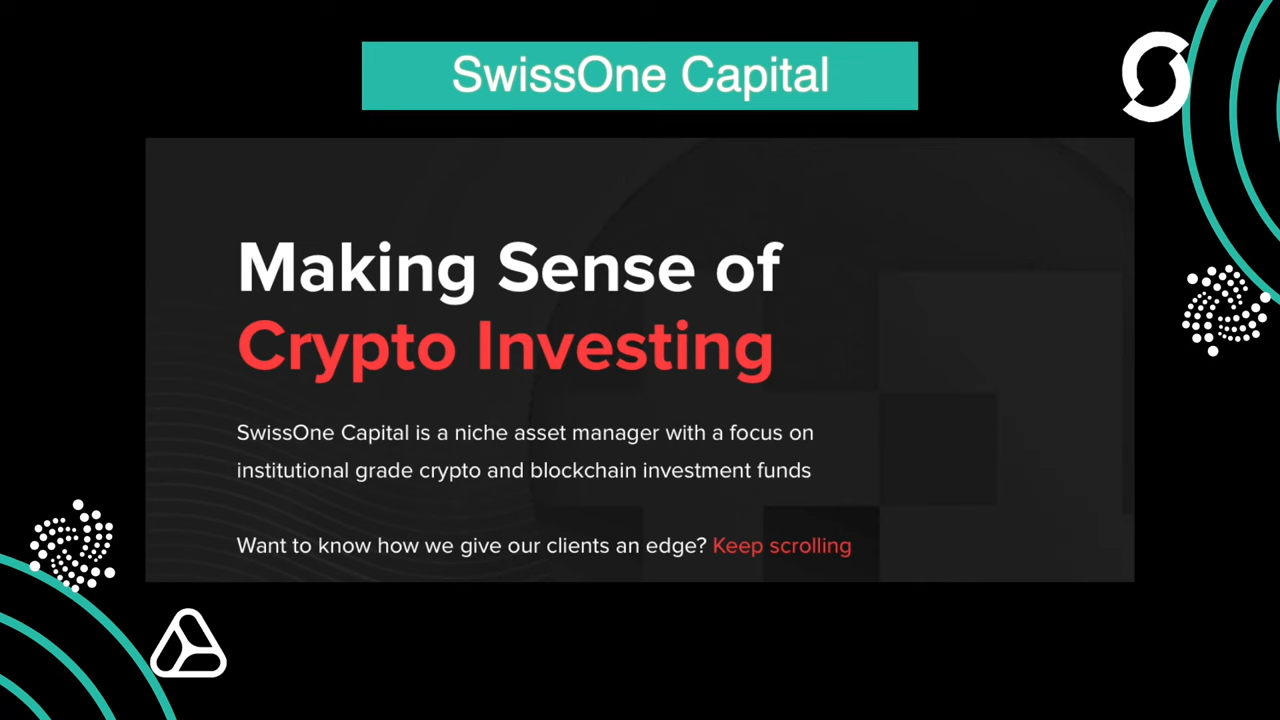 SwissOne Capital
Making Sense of
Crypto Investing
SwissOne Capital is a niche asset manager with a focus on
institutional grade crypto and blockchain investment funds
Want to know how we give our clients an edge? Keep scrolling